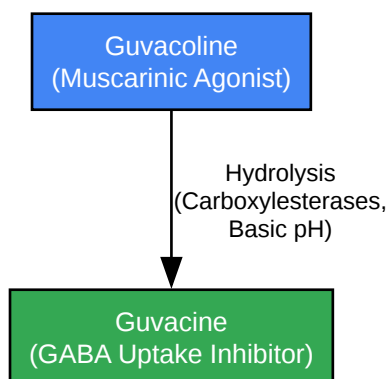 Guvacoline
(Muscarinic Agonist)
Hydrolysis
(Carboxylesterases,
Basic pH)
Guvacine
(GABA Uptake Inhibitor)